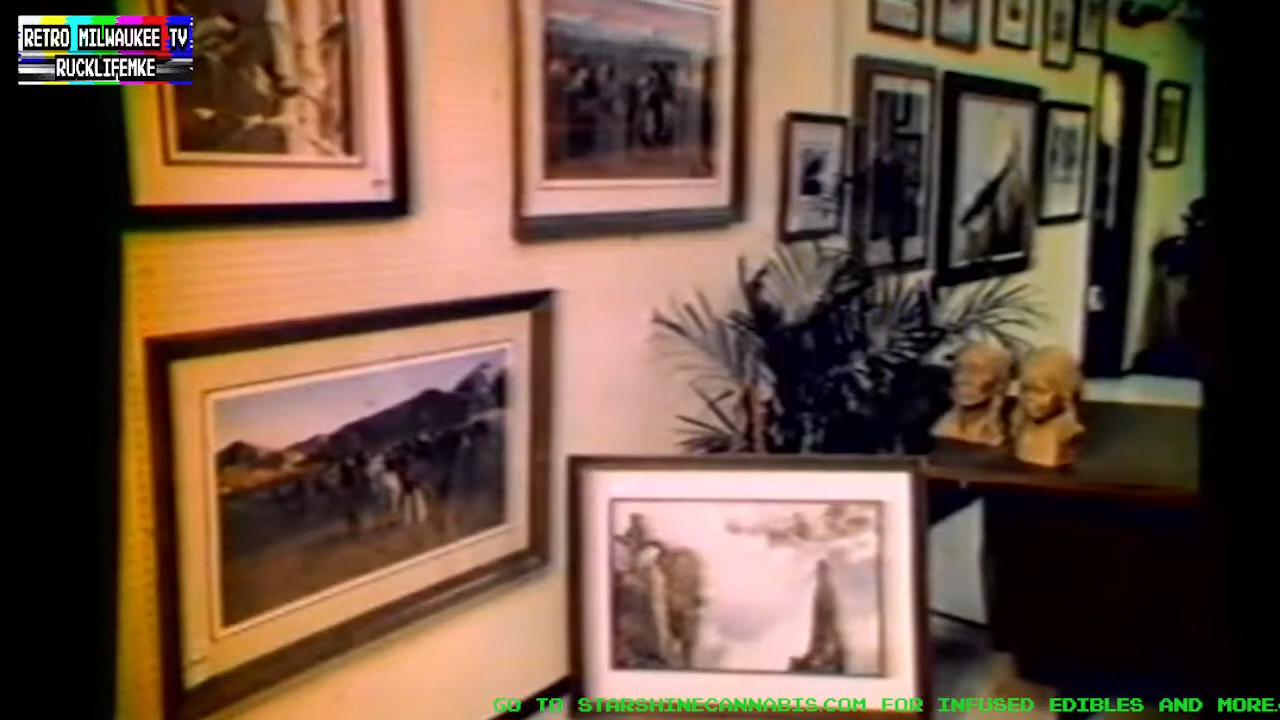 RETRO MILWAUKEE TV
RUCKLIFEMKE
GO TO STARSHINECANNABIS.COM FOR INFUSED EDIBLES AND MORE.